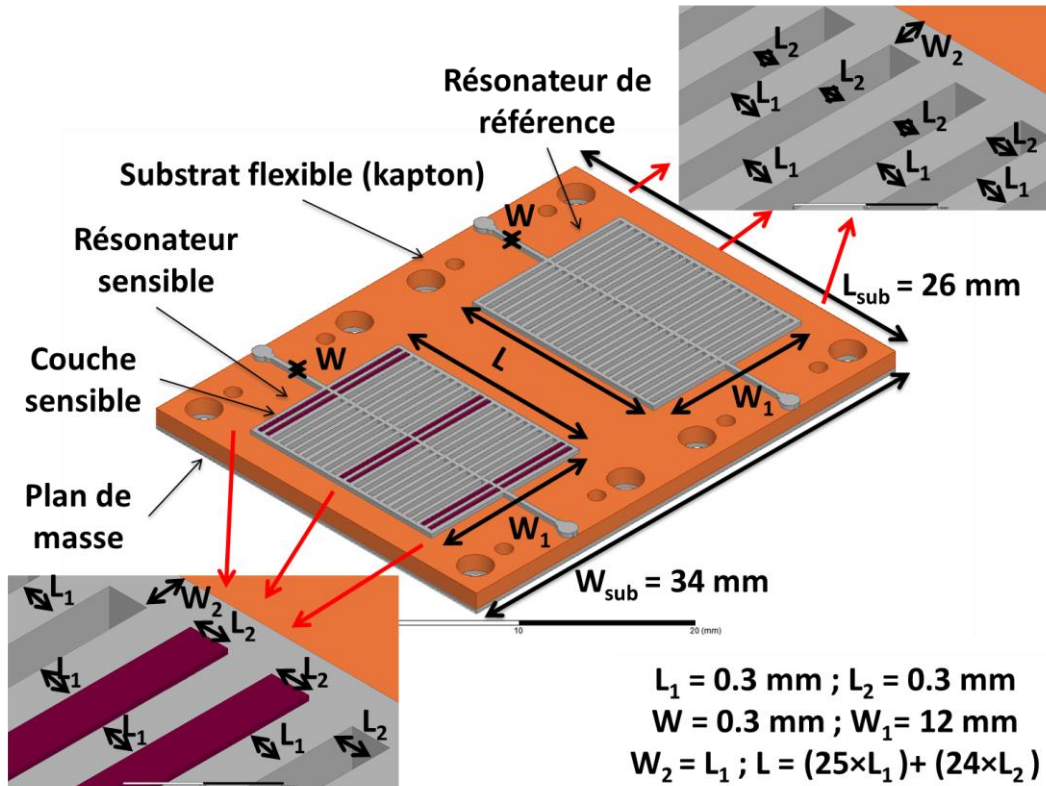 Résonateur de
référence
Substrat flexible (kapton)
Résonateur
sensible
Couche
sensible
Plan de
masse
W
W
L
W₁
W₁
Lsub = 26 mm
Wsub = 34 mm
10
20 (mm)
L₂
W₂
L₂
L₁
L₂
L₂
L₁
L₁
L₁
L₁
W₂
L₂
L₁
L₂
L₁
L₁
L₂
L₁ = 0.3 mm ; L₂ = 0.3 mm
W = 0.3 mm ; W₁= 12 mm
W₂ = L₁ ; L = (25×L₁)+ (24×L₂)